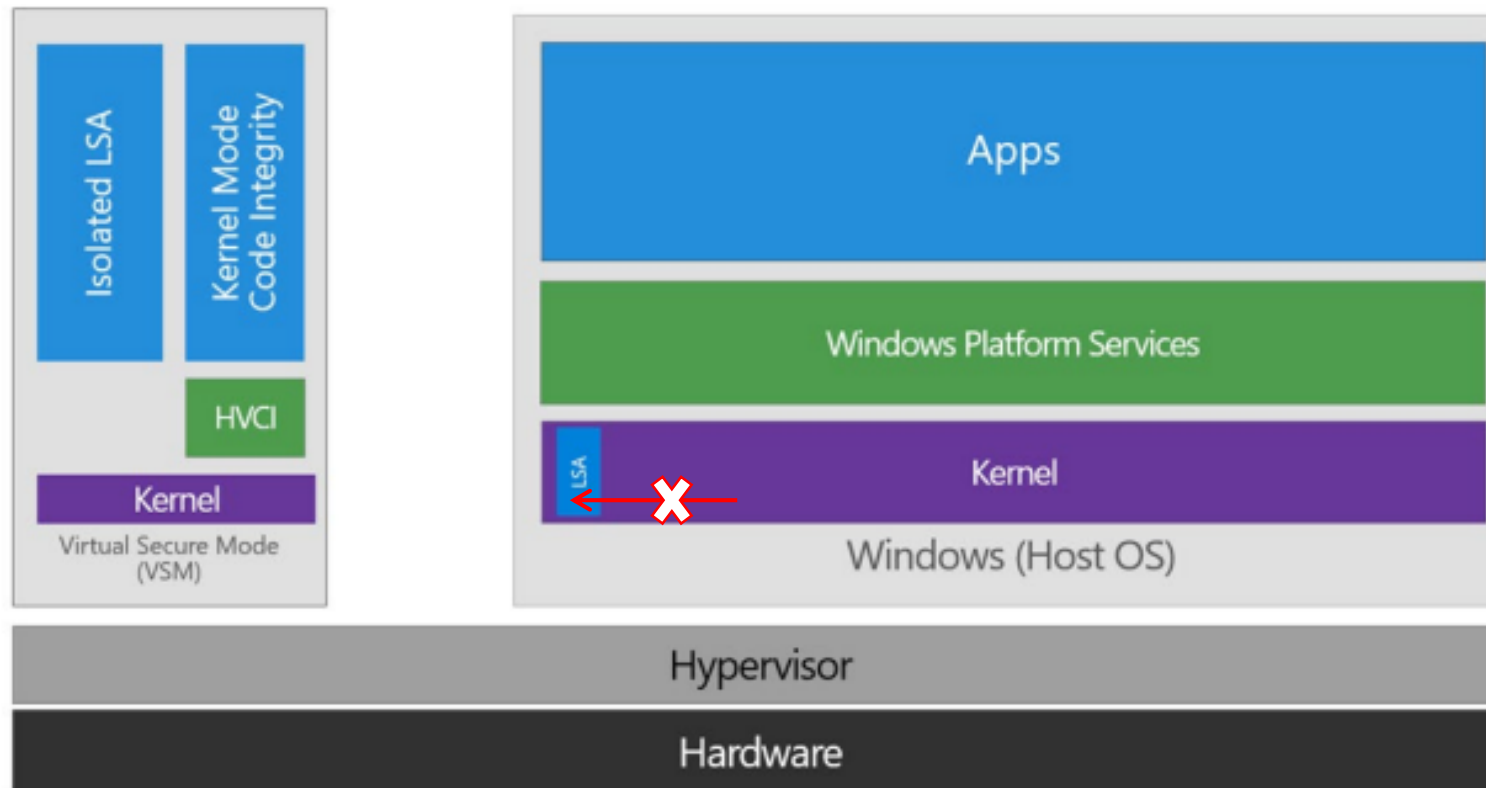 Isolated LSA
Kernel Mode
Code Integrity
HVCI
Kernel
Virtual Secure Mode
(VSM)
Apps
Windows Platform Services
LSA
Kernel
Windows (Host OS)
Hypervisor
Hardware